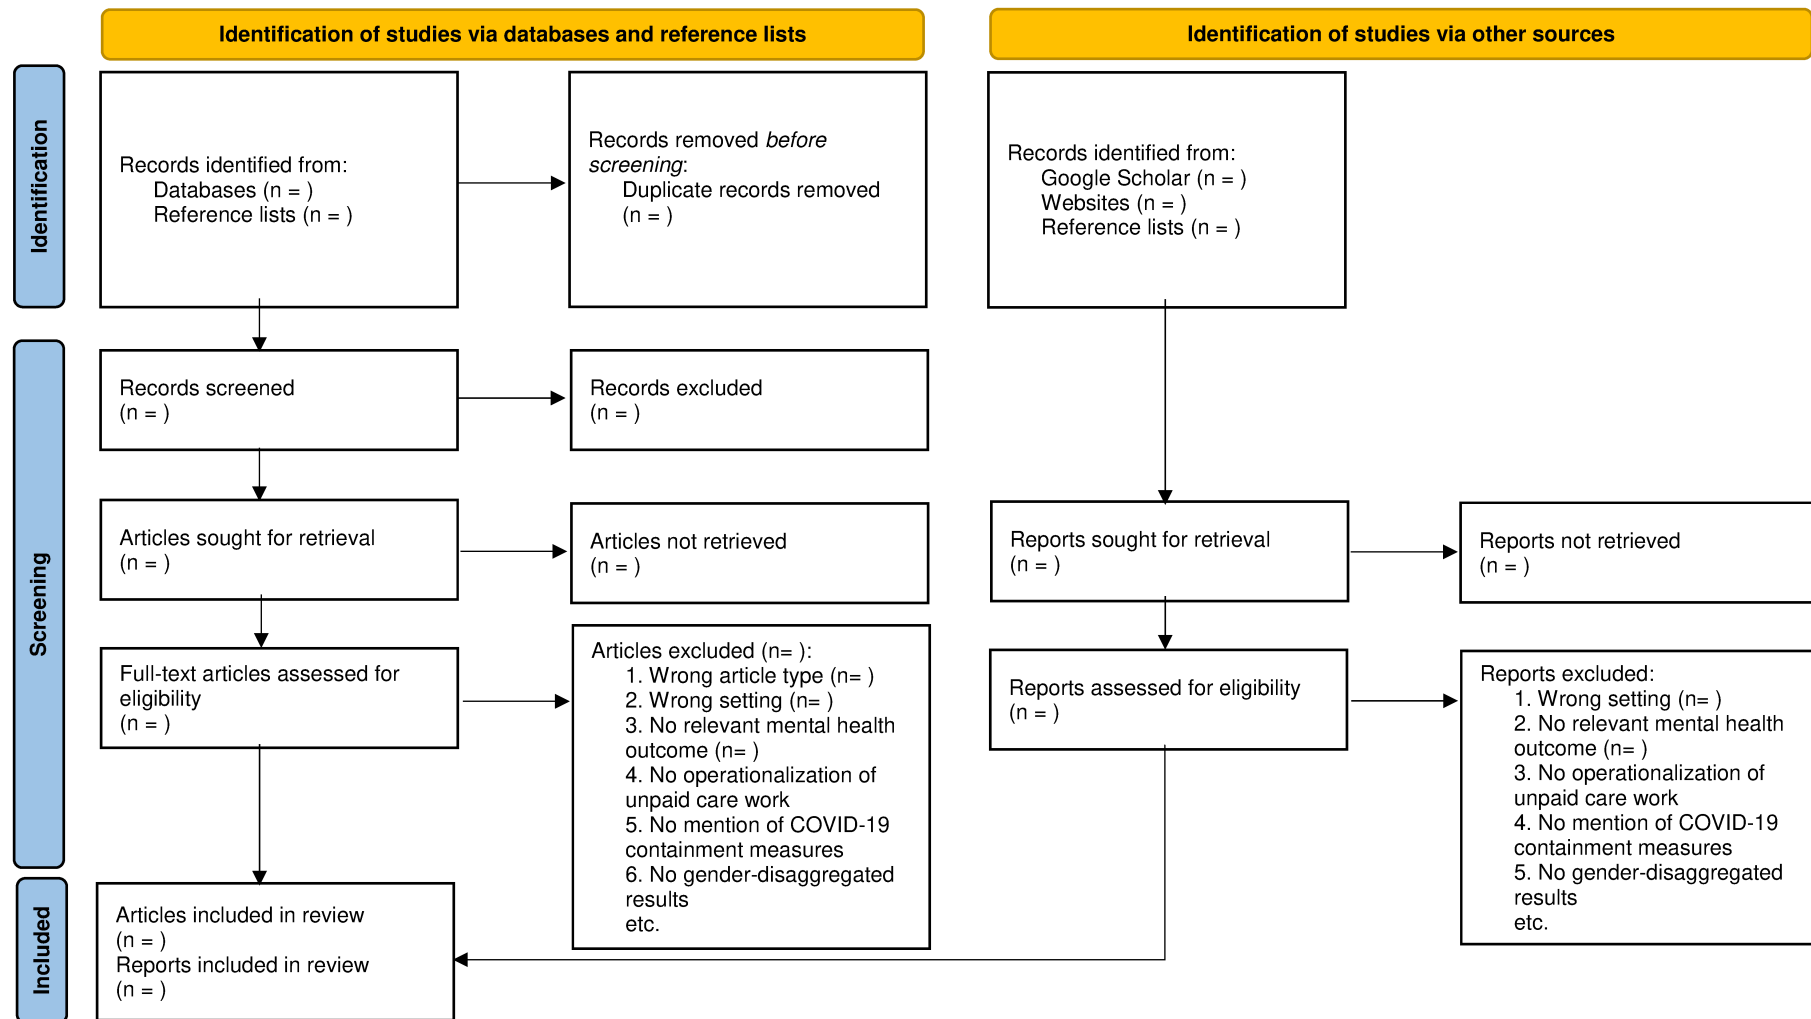 Identification of studies via databases and reference lists
Identification of studies via other sources
Identification
Records identified from:
Databases (n = )
Reference lists (n = )
Records removed before
screening:
Duplicate records removed
(n = )
Records identified from:
Google Scholar (n = )
Websites (n = )
Reference lists (n = )
Screening
Records screened
(n = )
Records excluded
(n = )
Articles sought for retrieval
(n = )
Articles not retrieved
(n = )
Reports sought for retrieval
(n = )
Reports not retrieved
(n = )
Full-text articles assessed for
eligibility
(n = )
Articles excluded (n= ):
1. Wrong article type (n= )
2. Wrong setting (n= )
3. No relevant mental health
outcome (n= )
4. No operationalization of
unpaid care work
5. No mention of COVID-19
containment measures
6. No gender-disaggregated
results
etc.
Reports assessed for eligibility
(n = )
Reports excluded:
1. Wrong setting (n= )
2. No relevant mental health
outcome (n= )
3. No operationalization of
unpaid care work
4. No mention of COVID-19
containment measures
5. No gender-disaggregated
results
etc.
Included
Articles included in review
(n = )
Reports included in review
(n = )